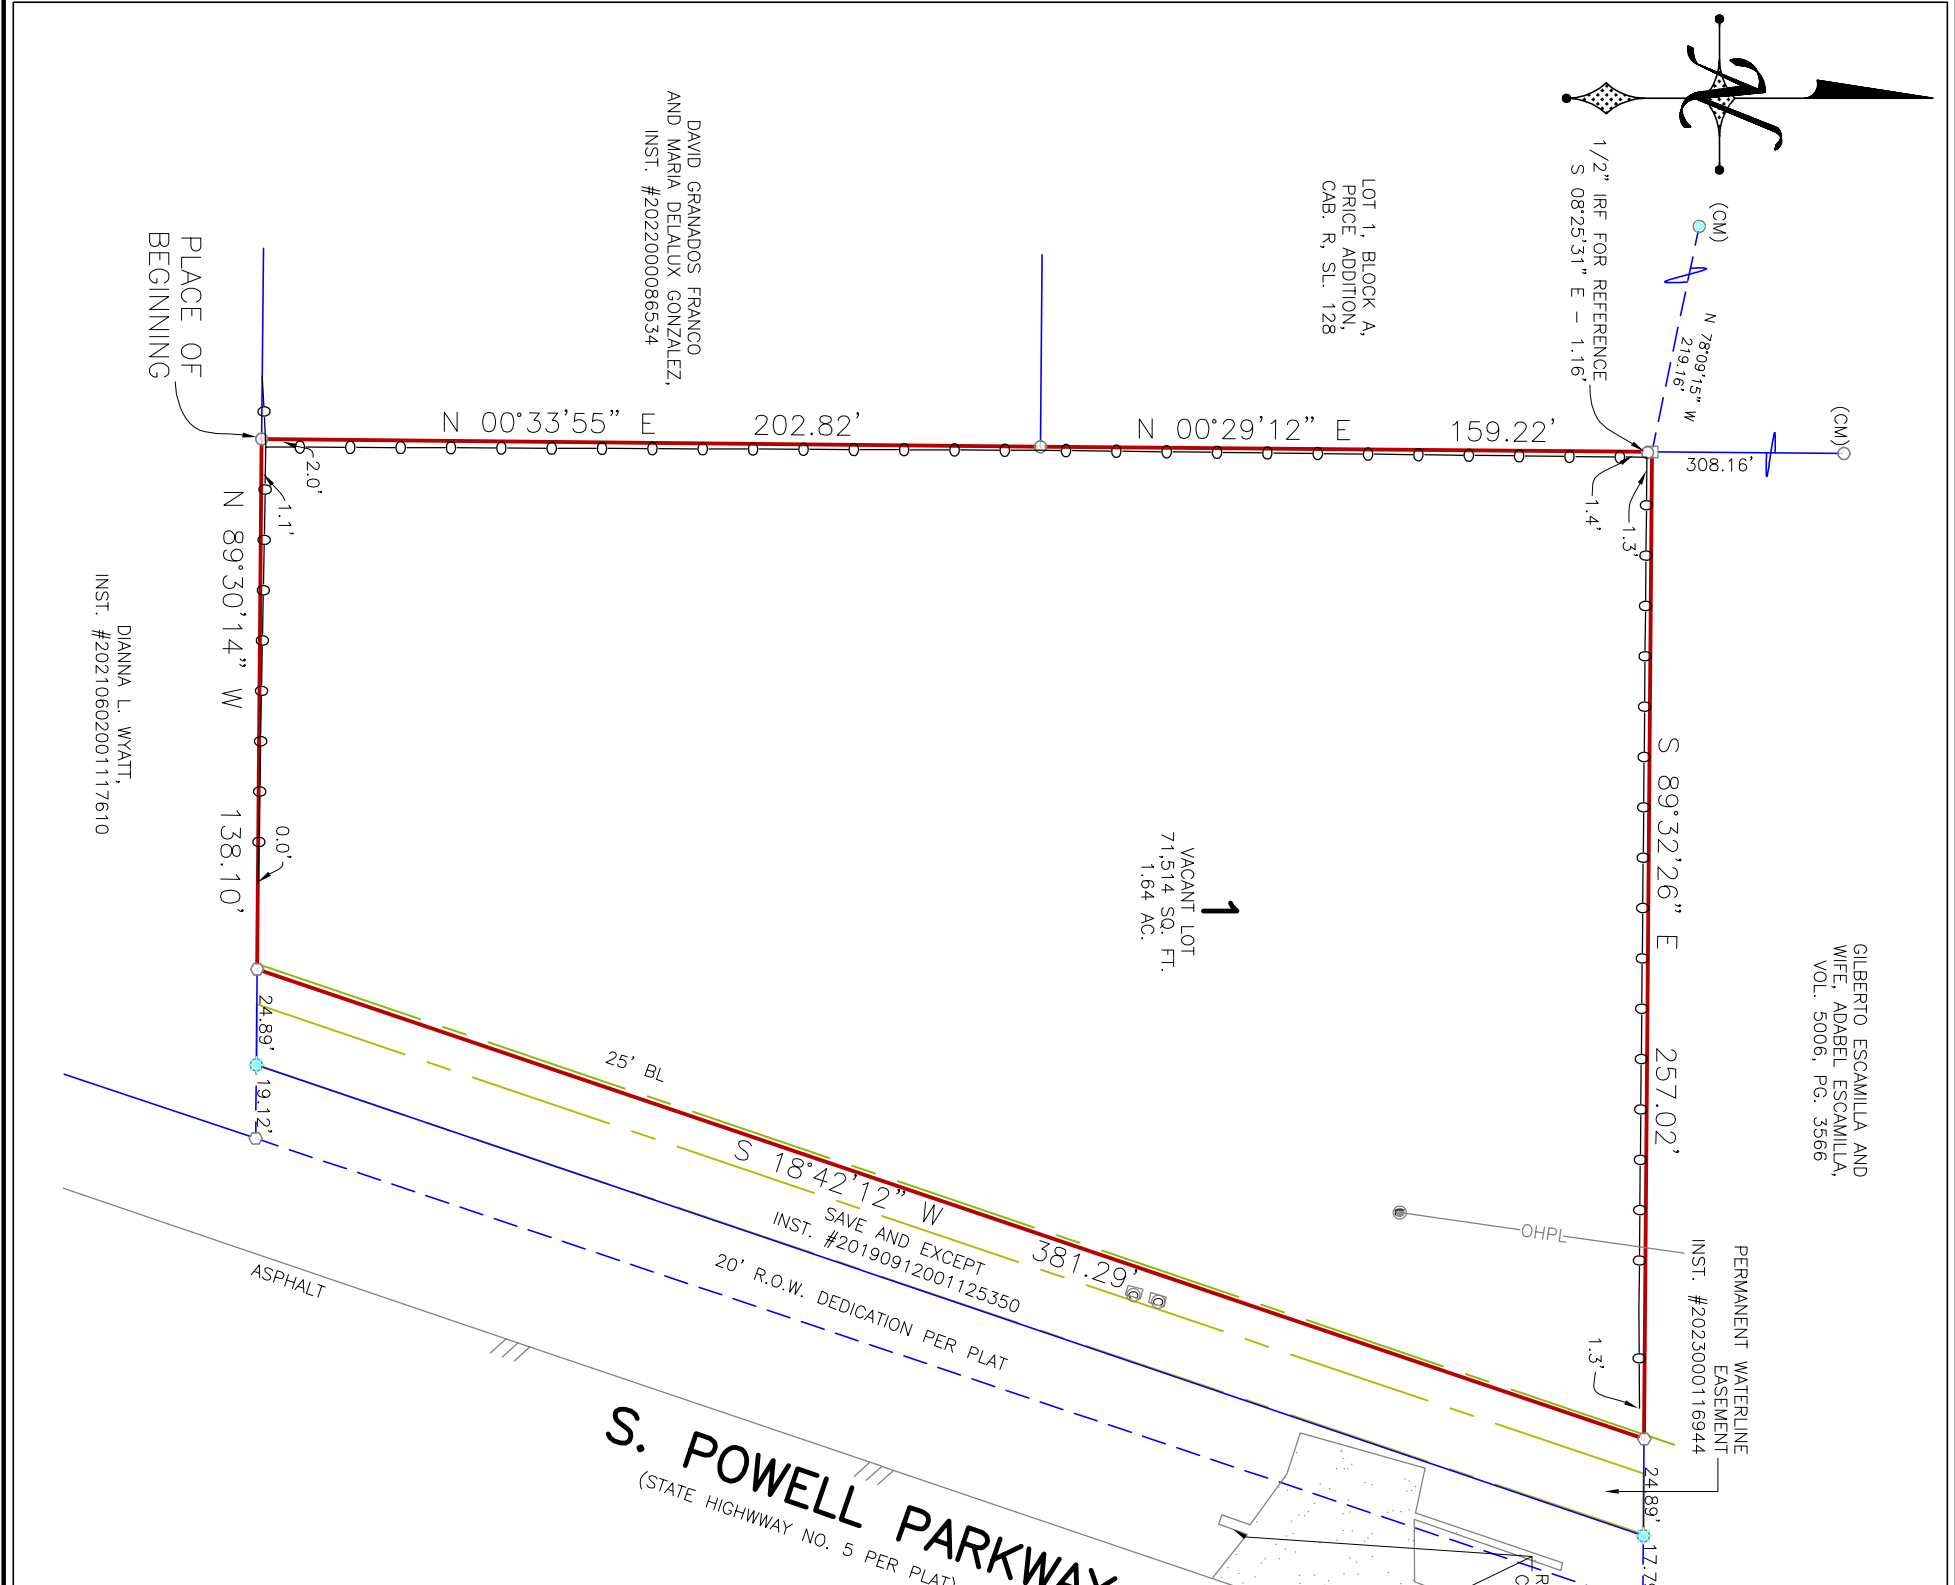 N
(CM)
N 78°09'15" W
219.16'
(CM)
308.16'
1/2" IRF FOR REFERENCE
S 08°25'31" E - 1.16'
LOT 1, BLOCK A,
PRICE ADDITION,
CAB. R, SL. 128
DAVID GRANADOS FRANCO
AND MARIA DELALUX GONZALEZ,
INST. #2022000086534
PLACE OF
BEGINNING
N 00°33'55" E 202.82'
N 00°29'12" E 159.22'
2.0'
1.1'
1.4'
1.3'
N 89°30'14" W 138.10'
0.0'
DIANNA L. WYATT,
INST. #20210602001117610
S 89°32'26" E 257.02'
GILBERTO ESCAMILLA AND
WIFE, ADABEL ESCAMILLA,
VOL. 5006, PG. 3566
1
VACANT LOT
71,514 SQ. FT.
1.64 AC.
OHPL
PERMANENT WATERLINE
EASEMENT
INST. #2023000116944
1.3'
24.89'
19.12'
25' BL
S 18°42'12" W 381.29'
SAVE AND EXCEPT
INST. #20190912001125350
20' R.O.W. DEDICATION PER PLAT
ASPHALT
24.89'
S. POWELL PARKWAY
(STATE HIGHWWAY NO. 5 PER PLAT)